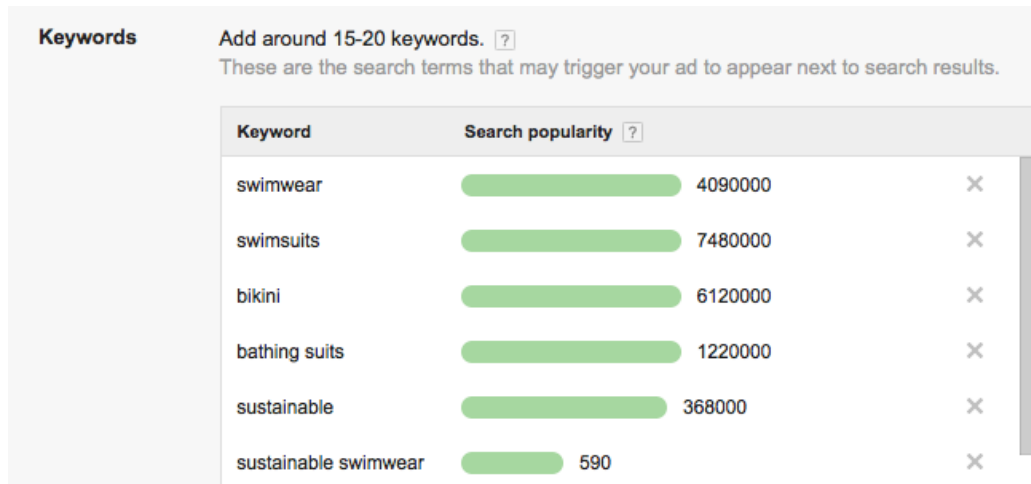 Keywords
Add around 15-20 keywords. [?]
These are the search terms that may trigger your ad to appear next to search results.
Keyword Search popularity [?]
swimwear 4090000 ×
swimsuits 7480000 ×
bikini 6120000 ×
bathing suits 1220000 ×
sustainable 368000 ×
sustainable swimwear 590 ×